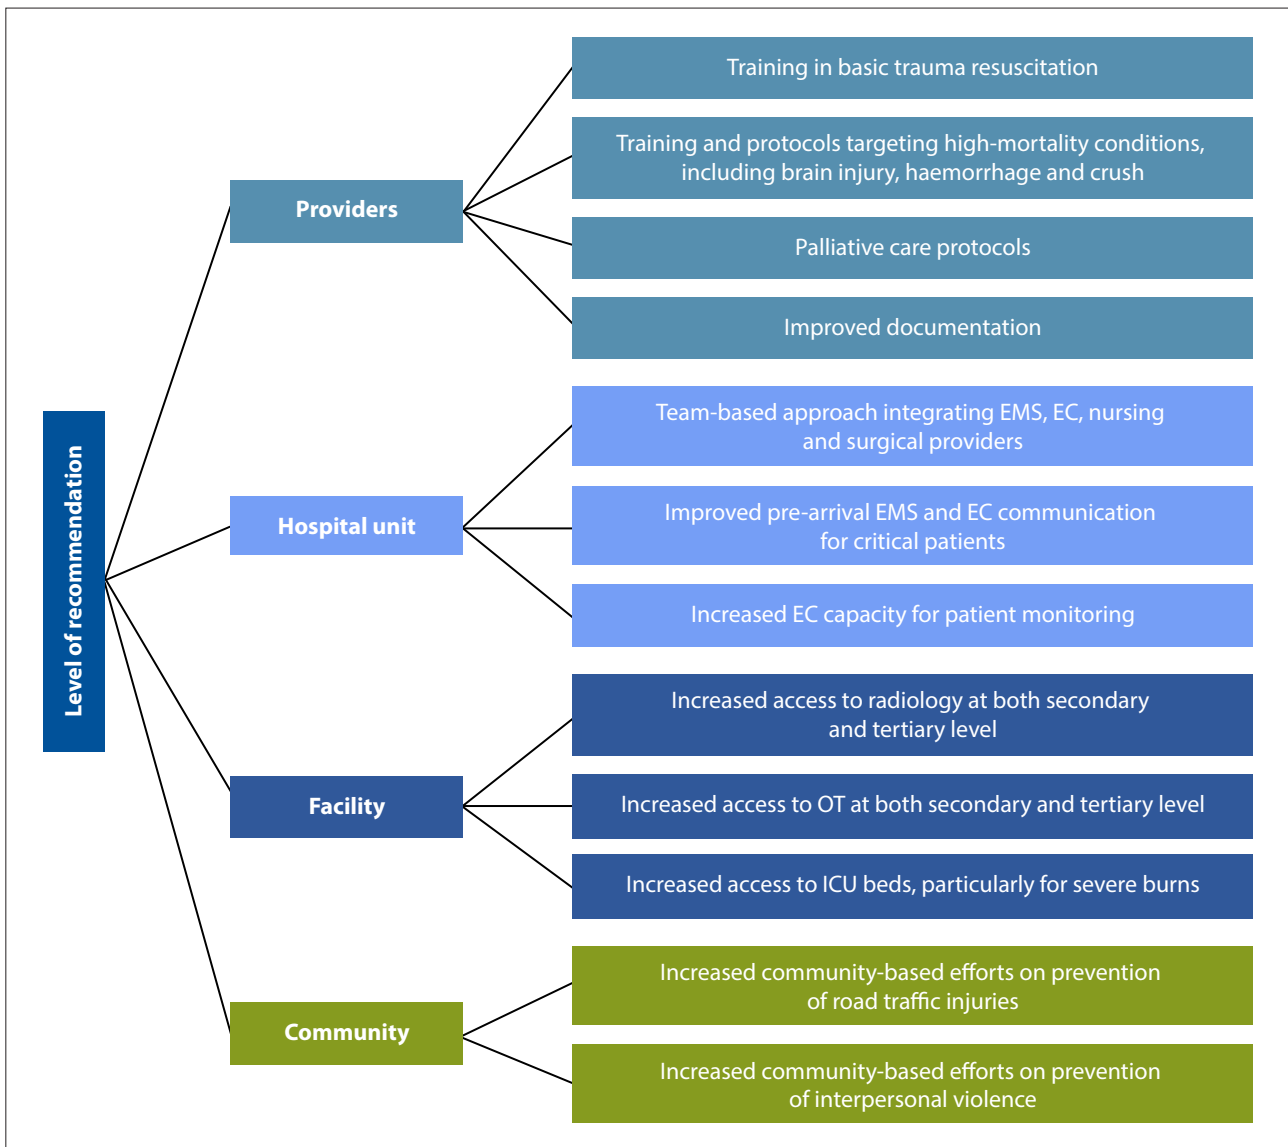 Level of recommendation
Providers
Training in basic trauma resuscitation
Training and protocols targeting high-mortality conditions,
including brain injury, haemorrhage and crush
Palliative care protocols
Improved documentation
Hospital unit
Team-based approach integrating EMS, EC, nursing
and surgical providers
Improved pre-arrival EMS and EC communication
for critical patients
Increased EC capacity for patient monitoring
Facility
Increased access to radiology at both secondary
and tertiary level
Increased access to OT at both secondary and tertiary level
Increased access to ICU beds, particularly for severe burns
Community
Increased community-based efforts on prevention
of road traffic injuries
Increased community-based efforts on prevention
of interpersonal violence